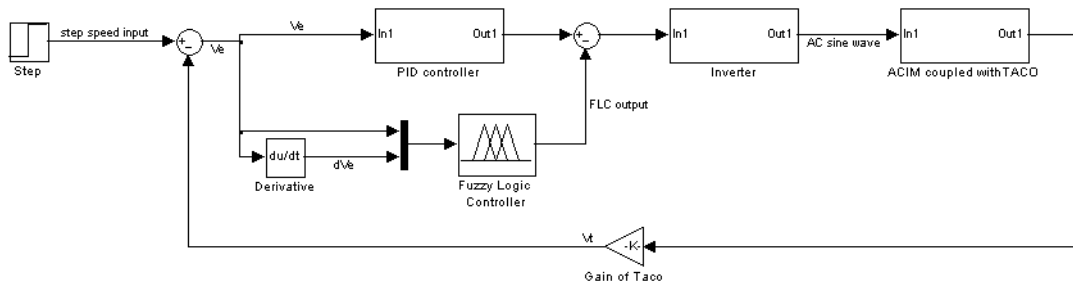 step speed input
Step
Ve
Ve
In1
Out1
PID controller
In1
Out1
Inverter
AC sine wave
In1
Out1
ACIM coupled withTACO
FLC output
du/dt
Derivative
dVe
Fuzzy Logic
Controller
Vt
-K-
Gain of Taco